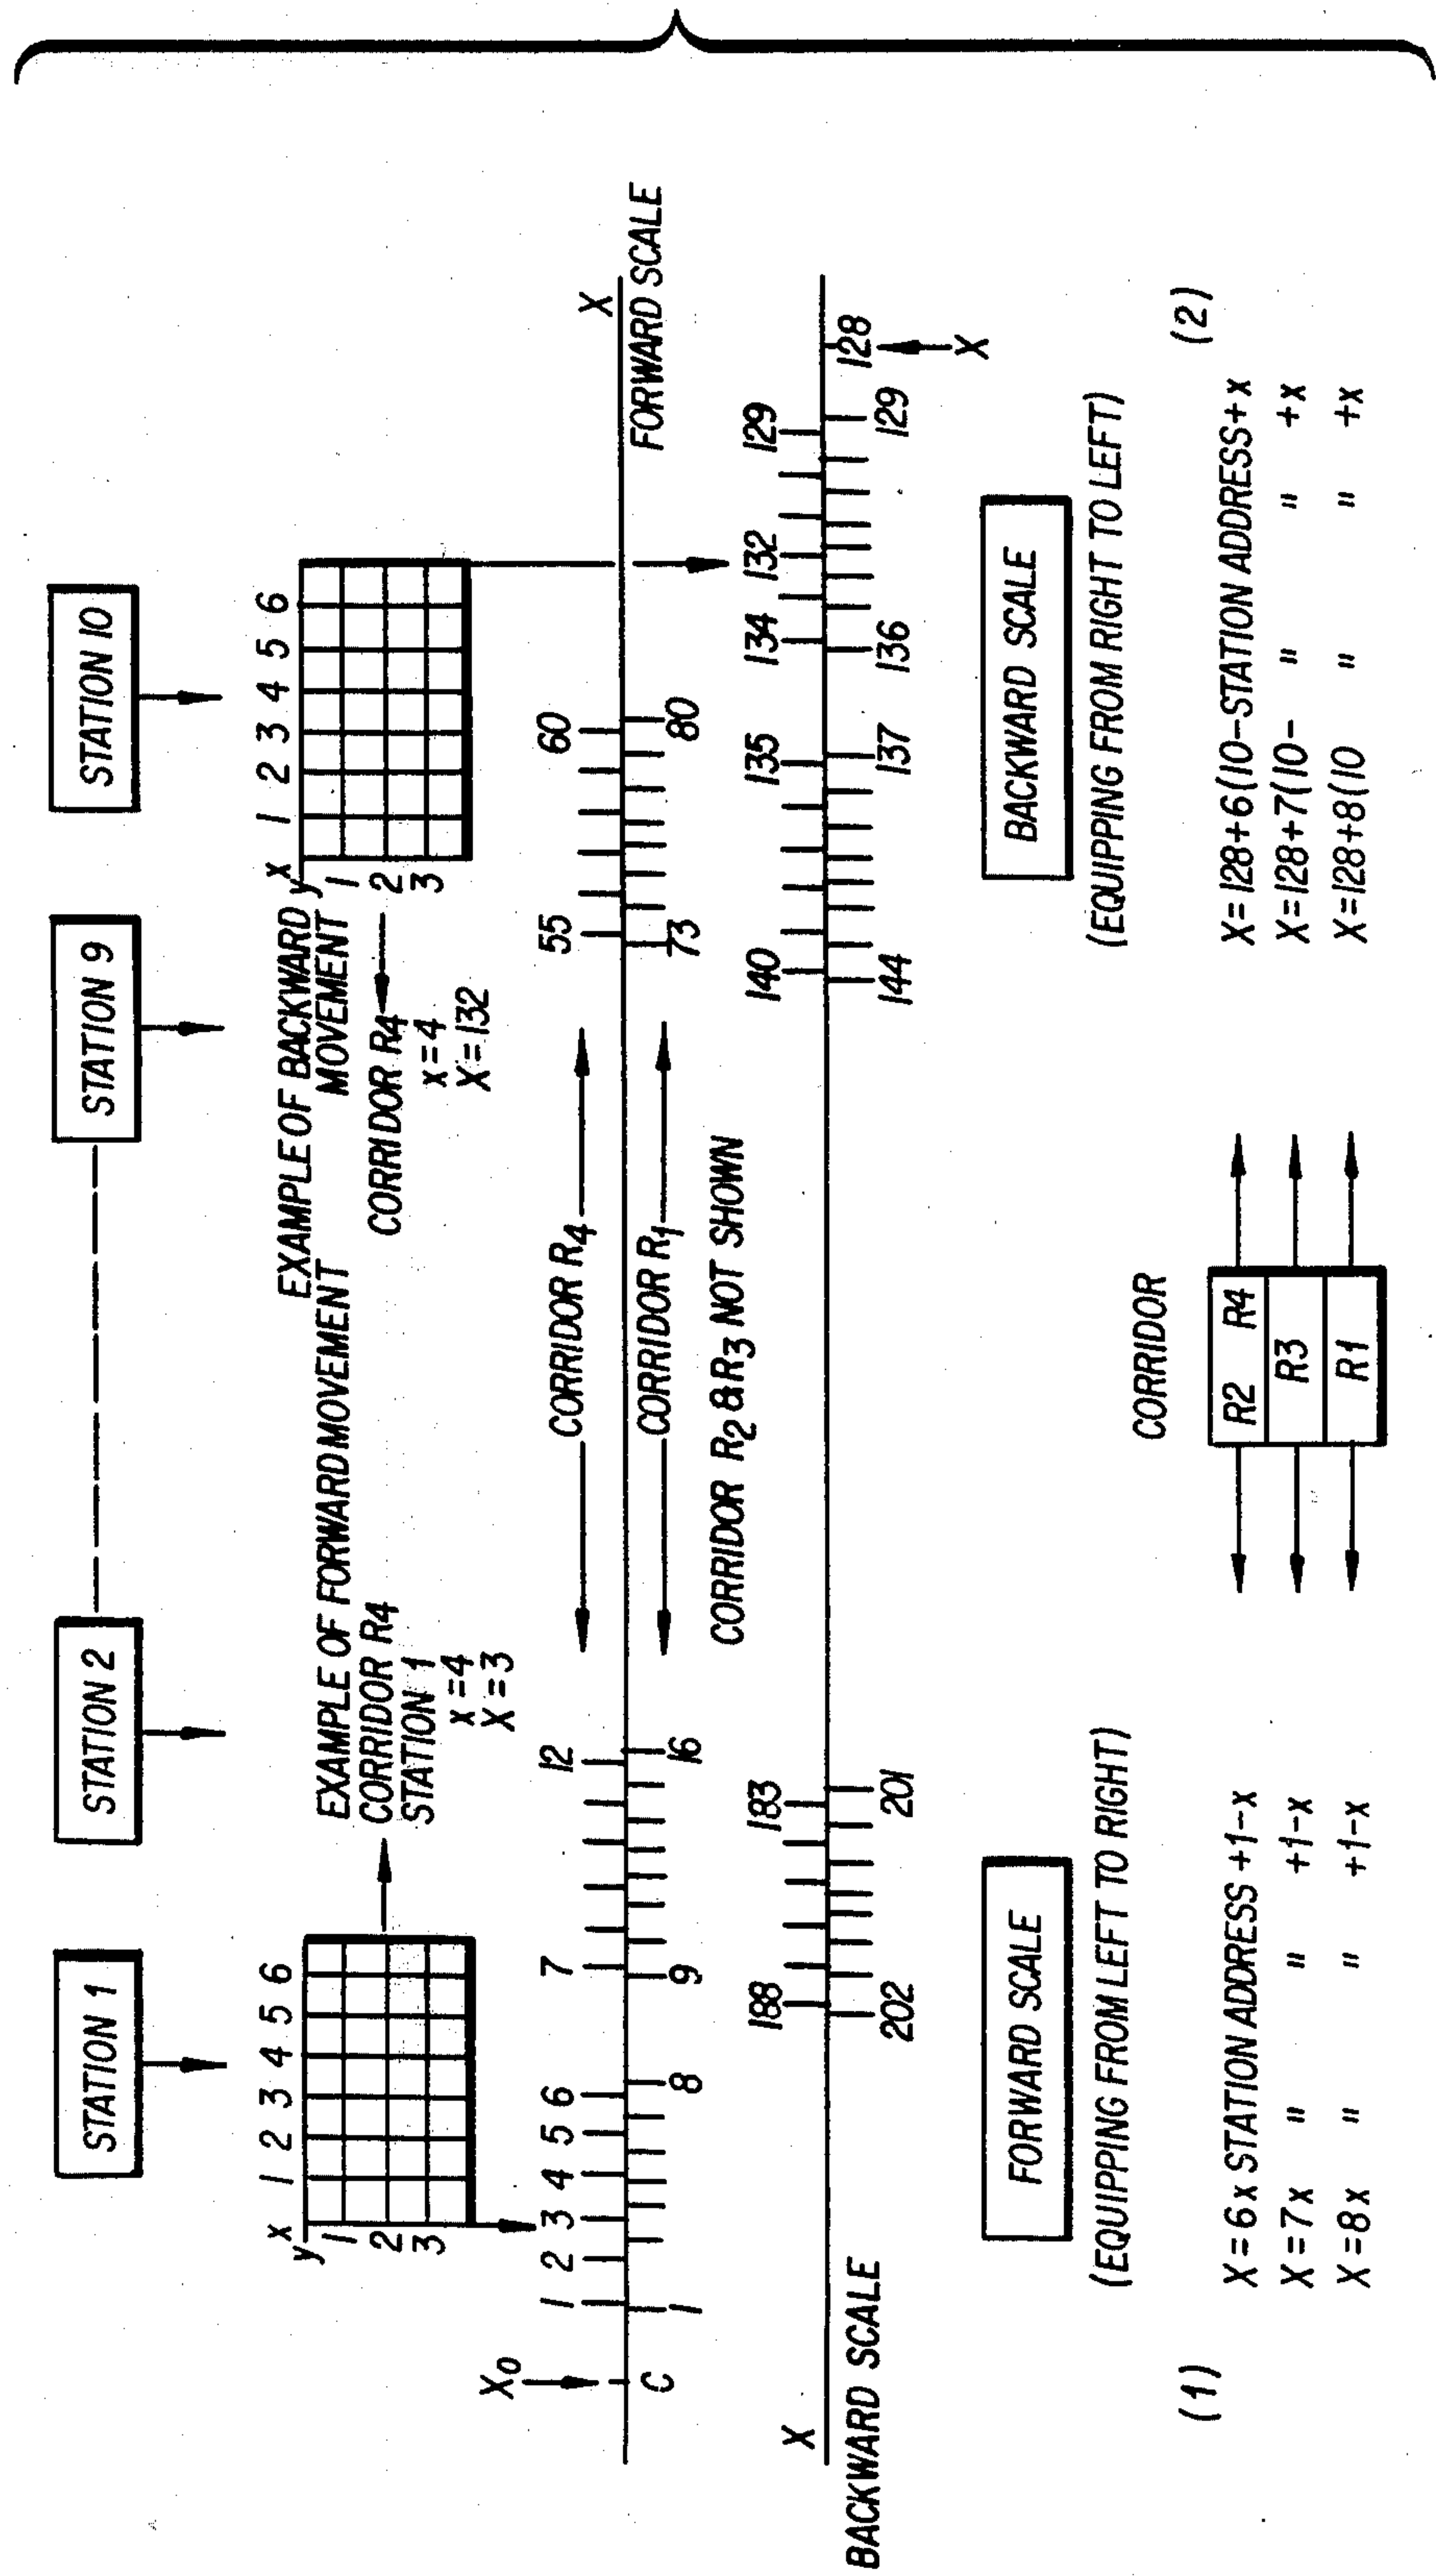 STATION 1
STATION 2
STATION 9
STATION 10
x 1 2 3 4 5 6
y
1
2
3
EXAMPLE OF FORWARD MOVEMENT
CORRIDOR R4
STATION 1
x = 4
X = 3
EXAMPLE OF BACKWARD
MOVEMENT
CORRIDOR R4
x = 4
X = 132
x 1 2 3 4 5 6
y
1
2
3
X0
1 2 3 4 5 6 7 12
CORRIDOR R4
55 60
X
C 1 8 9 16
CORRIDOR R1
73 80
FORWARD SCALE
CORRIDOR R2 & R3 NOT SHOWN
X
188 183 140 135 134 132 129
BACKWARD SCALE
202 201 144 137 136 129 128
X
FORWARD SCALE
(EQUIPPING FROM LEFT TO RIGHT)
BACKWARD SCALE
(EQUIPPING FROM RIGHT TO LEFT)
(1)
X = 6x STATION ADDRESS +1-x
X = 7x " " +1-x
X = 8x " " +1-x
CORRIDOR
R2 R4
R3
R1
(2)
X = 128+6(10-STATION ADDRESS+x
X = 128+7(10- " " +x
X = 128+8(10 " " +x